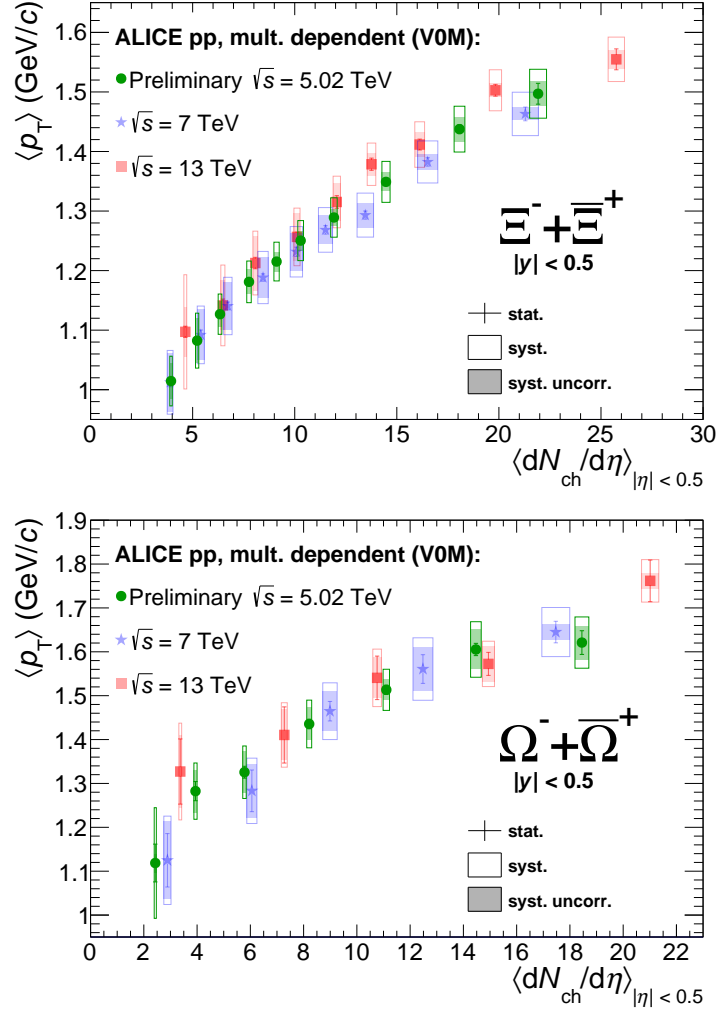 ⟨p_T⟩ (GeV/c)
1.6
1.5
1.4
1.3
1.2
1.1
1
ALICE pp, mult. dependent (V0M):
Preliminary √s = 5.02 TeV
√s = 7 TeV
√s = 13 TeV
Ξ⁻+Ξ̅⁺
|y| < 0.5
stat.
syst.
syst. uncorr.
0 5 10 15 20 25 30
⟨dN_ch/dη⟩_|η| < 0.5
⟨p_T⟩ (GeV/c)
1.9
1.8
1.7
1.6
1.5
1.4
1.3
1.2
1.1
1
ALICE pp, mult. dependent (V0M):
Preliminary √s = 5.02 TeV
√s = 7 TeV
√s = 13 TeV
Ω⁻+Ω̅⁺
|y| < 0.5
stat.
syst.
syst. uncorr.
0 2 4 6 8 10 12 14 16 18 20 22
⟨dN_ch/dη⟩_|η| < 0.5